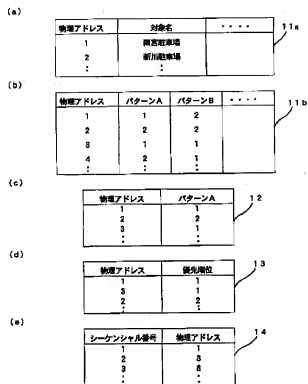 (a)
物理アドレス 対象名 ・・・・
1 雨宮駐車場
2 新川駐車場
11a
(b)
物理アドレス パターンA パターンB ・・・・
1 1 2
2 2 2
3 1 1
4 2 1
11b
(c)
物理アドレス パターンA
1 1
2 2
3 1
12
(d)
物理アドレス 優先順位
1 1
3 1
2 2
13
(e)
シーケンシャル番号 物理アドレス
1 1
2 3
3 8
14